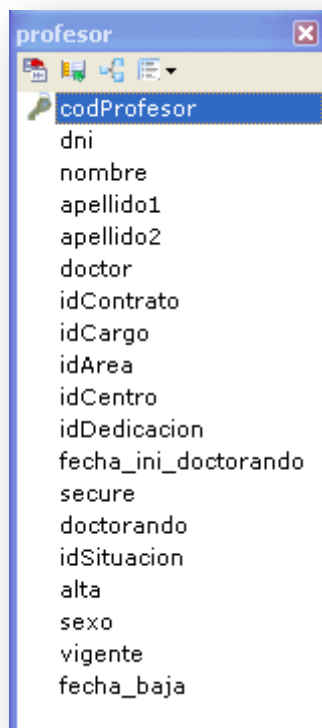 profesor
codProfesor
dni
nombre
apellido1
apellido2
doctor
idContrato
idCargo
idArea
idCentro
idDedicacion
fecha_ini_doctorando
secure
doctorando
idSituacion
alta
sexo
vigente
fecha_baja